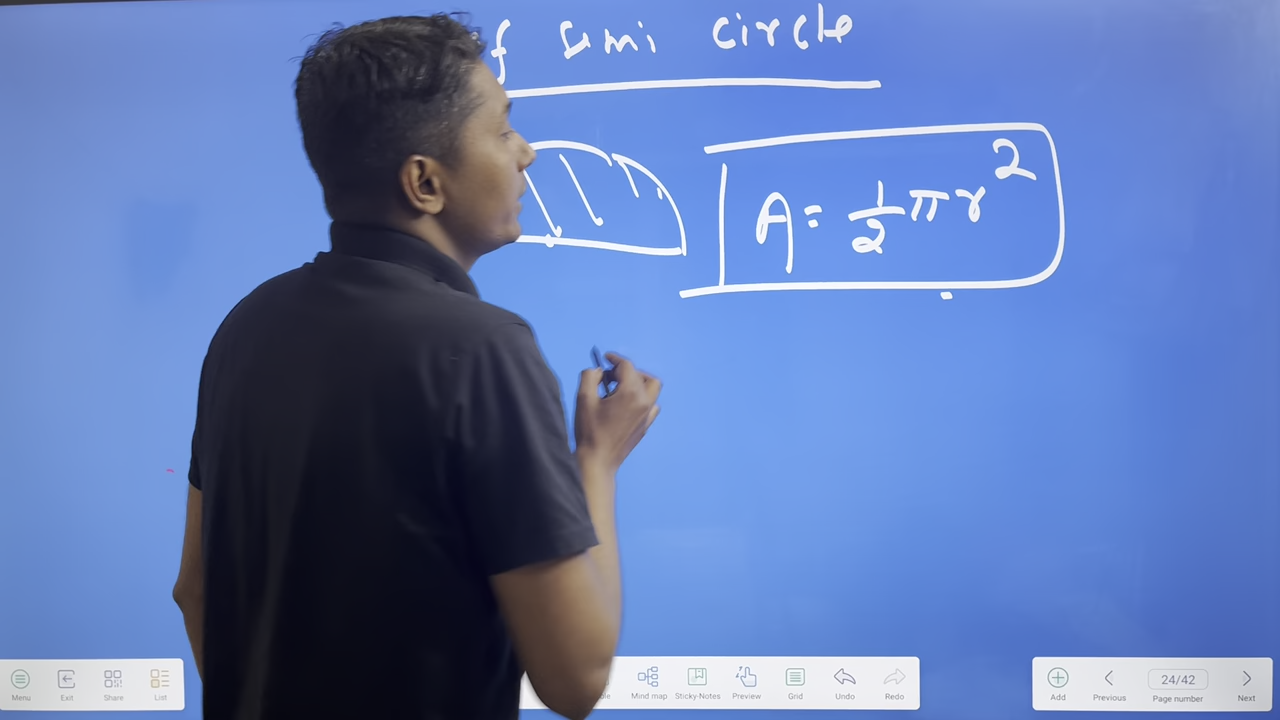 f semi circle
A = 1/2 πr²
Menu Exit Share List Mind map Sticky-Notes Preview Grid Undo Redo Add Previous 24/42 Page number Next